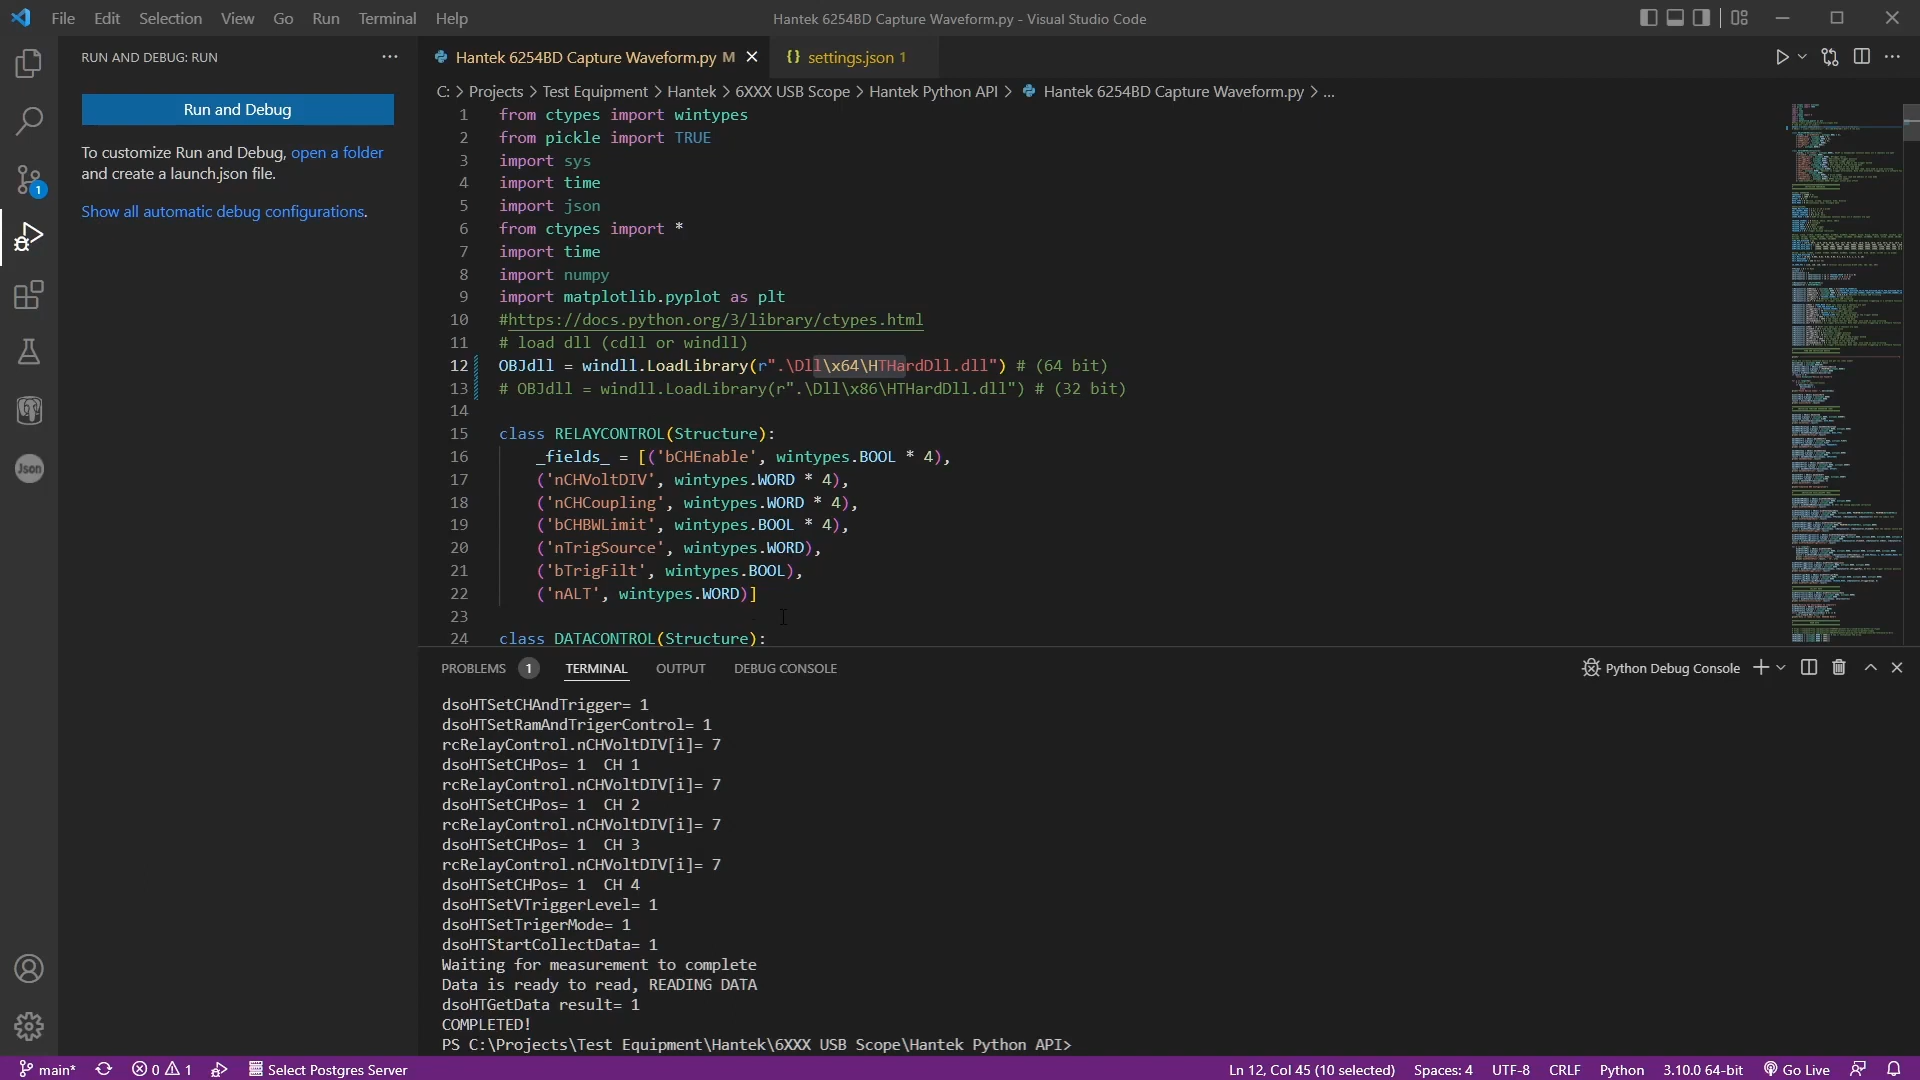 File Edit Selection View Go Run Terminal Help
Hantek 6254BD Capture Waveform.py - Visual Studio Code
RUN AND DEBUG: RUN
Run and Debug
To customize Run and Debug, open a folder
and create a launch.json file.
Show all automatic debug configurations.
1
Json
Hantek 6254BD Capture Waveform.py M
{} settings.json 1
C: > Projects > Test Equipment > Hantek > 6XXX USB Scope > Hantek Python API > Hantek 6254BD Capture Waveform.py > ...
1 from ctypes import wintypes
2 from pickle import TRUE
3 import sys
4 import time
5 import json
6 from ctypes import *
7 import time
8 import numpy
9 import matplotlib.pyplot as plt
10 #https://docs.python.org/3/library/ctypes.html
11 # load dll (cdll or windll)
12 OBJdll = windll.LoadLibrary(r".\Dll\x64\HTHardDll.dll") # (64 bit)
13 # OBJdll = windll.LoadLibrary(r".\Dll\x86\HTHardDll.dll") # (32 bit)
14
15 class RELAYCONTROL(Structure):
16 _fields_ = [('bCHEnable', wintypes.BOOL * 4),
17 ('nCHVoltDIV', wintypes.WORD * 4),
18 ('nCHCoupling', wintypes.WORD * 4),
19 ('bCHBWLimit', wintypes.BOOL * 4),
20 ('nTrigSource', wintypes.WORD),
21 ('bTrigFilt', wintypes.BOOL),
22 ('nALT', wintypes.WORD)]
23
24 class DATACONTROL(Structure):
PROBLEMS 1 TERMINAL OUTPUT DEBUG CONSOLE
Python Debug Console
dsoHTSetCHAndTrigger= 1
dsoHTSetRamAndTrigerControl= 1
rcRelayControl.nCHVoltDIV[i]= 7
dsoHTSetCHPos= 1 CH 1
rcRelayControl.nCHVoltDIV[i]= 7
dsoHTSetCHPos= 1 CH 2
rcRelayControl.nCHVoltDIV[i]= 7
dsoHTSetCHPos= 1 CH 3
rcRelayControl.nCHVoltDIV[i]= 7
dsoHTSetCHPos= 1 CH 4
dsoHTSetVTriggerLevel= 1
dsoHTSetTrigerMode= 1
dsoHTStartCollectData= 1
Waiting for measurement to complete
Data is ready to read, READING DATA
dsoHTGetData result= 1
COMPLETED!
PS C:\Projects\Test Equipment\Hantek\6XXX USB Scope\Hantek Python API>
main* 0 1 Select Postgres Server
Ln 12, Col 45 (10 selected) Spaces: 4 UTF-8 CRLF Python 3.10.0 64-bit Go Live